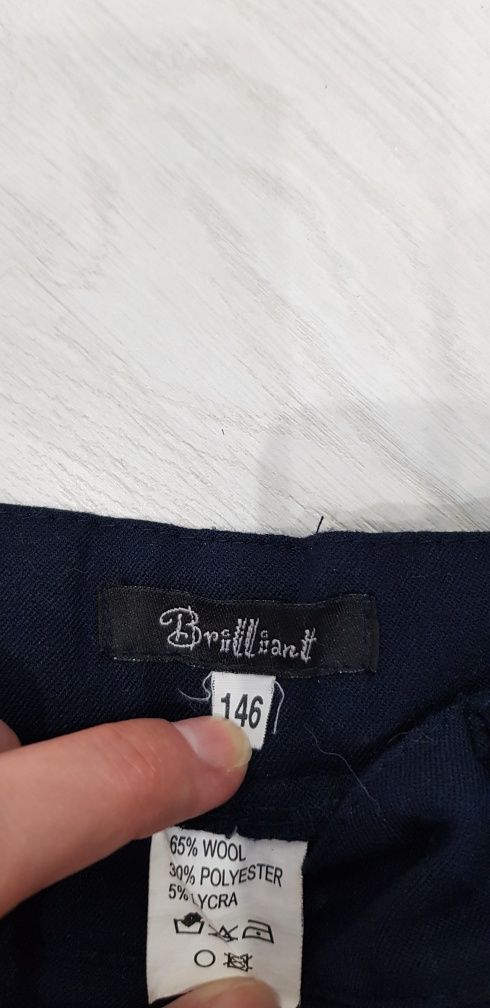 Brilliant
146
65% WOOL
30% POLYESTER
5% LYCRA